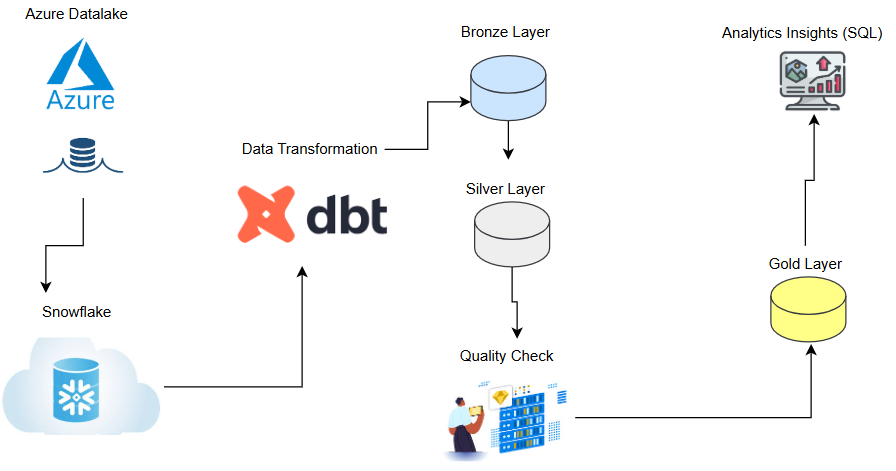 Azure Datalake
Azure
Snowflake
Data Transformation
dbt
Bronze Layer
Silver Layer
Quality Check
Gold Layer
Analytics Insights (SQL)